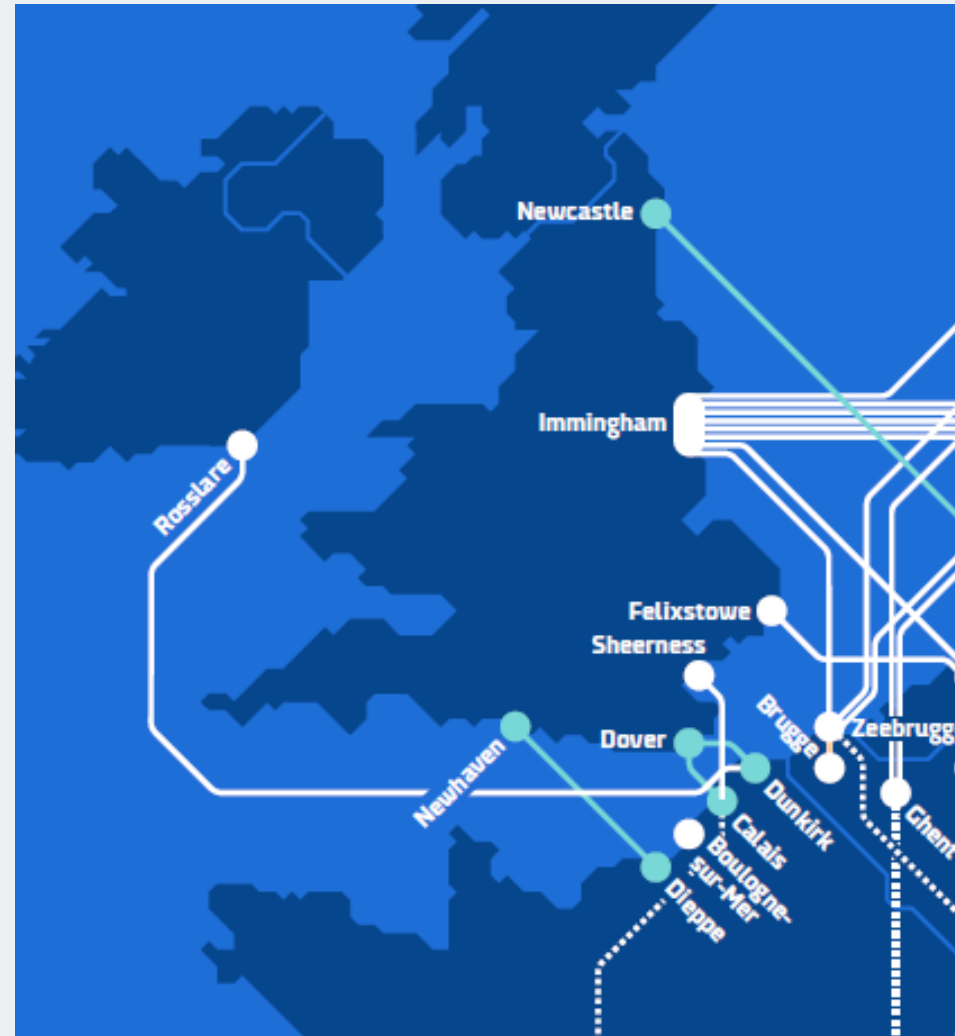 Newcastle
Immingham
Rosslare
Felixstowe
Sheerness
Brugge
Zeebrugg
Dover
Newhaven
Dunkirk
Calais
Ghent
Boulogne-
sur-Mer
Dieppe